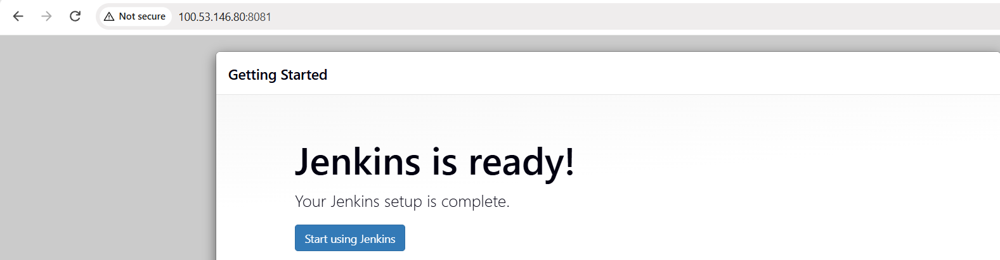 Not secure 100.53.146.80:8081
Getting Started
Jenkins is ready!
Your Jenkins setup is complete.
Start using Jenkins